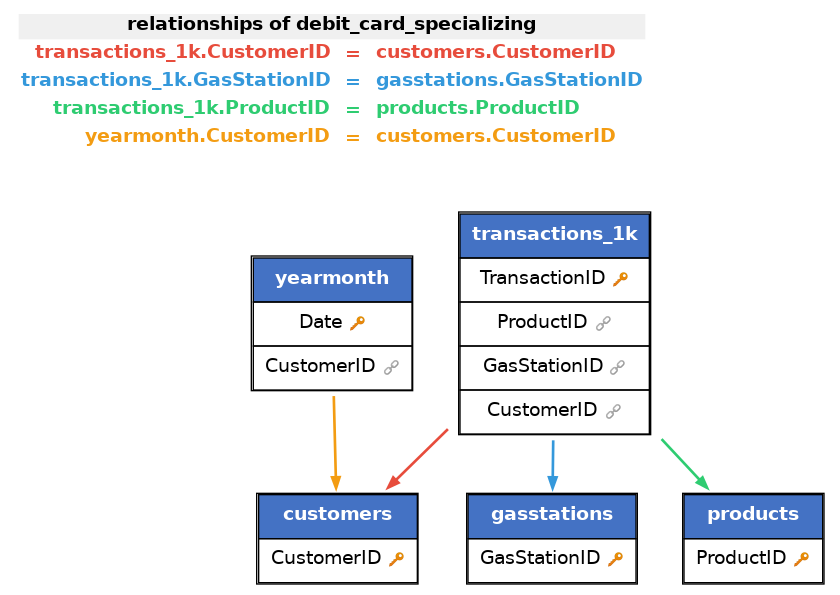 relationships of debit_card_specializing
transactions_1k.CustomerID = customers.CustomerID
transactions_1k.GasStationID = gasstations.GasStationID
transactions_1k.ProductID = products.ProductID
yearmonth.CustomerID = customers.CustomerID
transactions_1k
TransactionID
ProductID
GasStationID
CustomerID
yearmonth
Date
CustomerID
customers
CustomerID
gasstations
GasStationID
products
ProductID